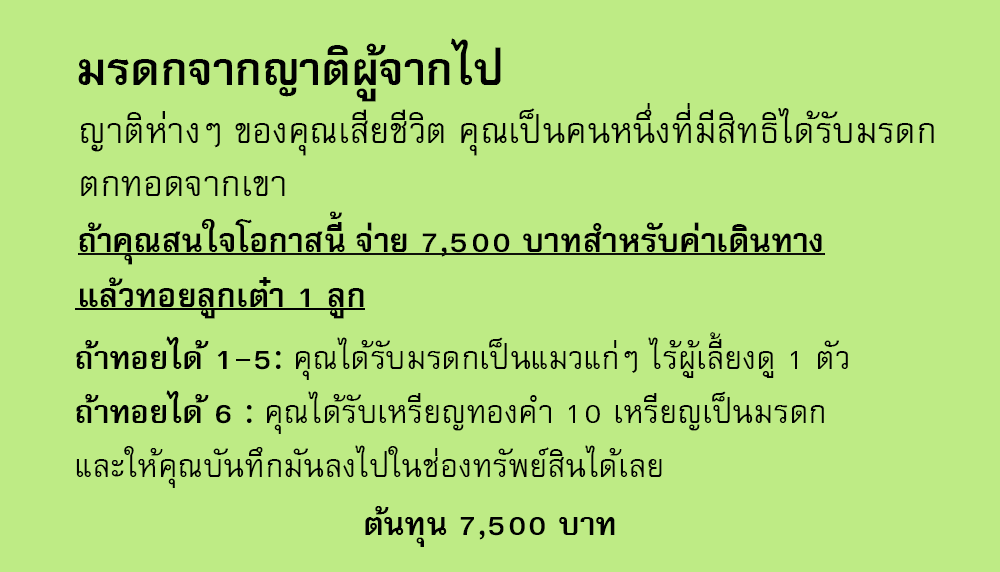 มรดกจากญาติผู้จากไป
ญาติห่างๆ ของคุณเสียชีวิต คุณเป็นคนหนึ่งที่มีสิทธิได้รับมรดก
ตกทอดจากเขา
ถ้าคุณสนใจโอกาสนี้ จ่าย 7,500 บาทสำหรับค่าเดินทาง
แล้วทอยลูกเต๋า 1 ลูก
ถ้าทอยได้ 1-5: คุณได้รับมรดกเป็นแมวแก่ๆ ไร้ผู้เลี้ยงดู 1 ตัว
ถ้าทอยได้ 6 : คุณได้รับเหรียญทองคำ 10 เหรียญเป็นมรดก
และให้คุณบันทึกมันลงไปในช่องทรัพย์สินได้เลย
ต้นทุน 7,500 บาท